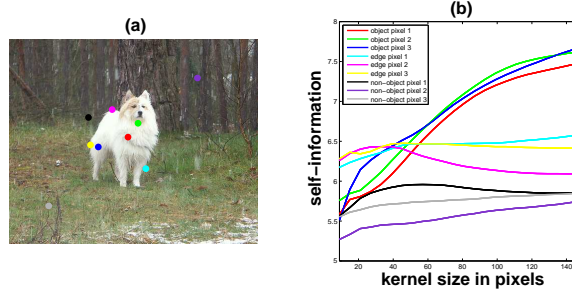 (a)
(b)
8
7.5
7
6.5
6
5.5
5
self-information
object pixel 1
object pixel 2
object pixel 3
edge pixel 1
edge pixel 2
edge pixel 3
non-object pixel 1
non-object pixel 2
non-object pixel 3
20 40 60 80 100 120 140
kernel size in pixels